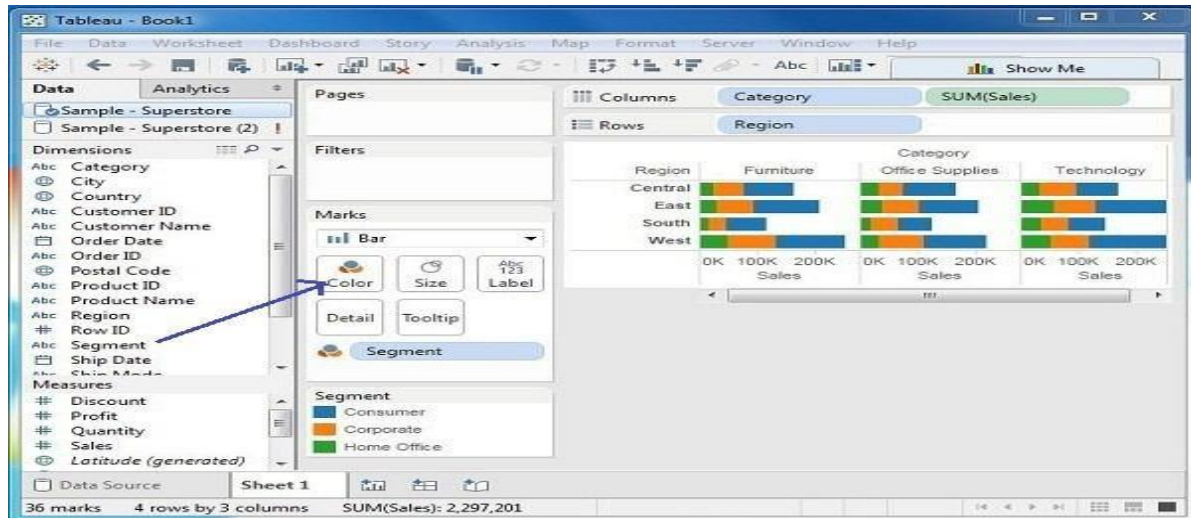 Tableau - Book1
File Data Worksheet Dashboard Story Analysis Map Format Server Window Help
Abc Show Me
Data Analytics
Sample - Superstore
Sample - Superstore (2) !
Dimensions
Abc Category
City
Country
Abc Customer ID
Abc Customer Name
Order Date
Abc Order ID
Postal Code
Abc Product ID
Abc Product Name
Abc Region
# Row ID
Abc Segment
Ship Date
Abc Ship Mode
Measures
# Discount
# Profit
# Quantity
# Sales
Latitude (generated)
Pages
Filters
Marks
Bar
Color Size Abc 123 Label
Detail Tooltip
Segment
Segment
Consumer
Corporate
Home Office
Columns Category SUM(Sales)
Rows Region
Category
Region Furniture Office Supplies Technology
Central
East
South
West
0K 100K 200K 0K 100K 200K 0K 100K 200K
Sales Sales Sales
Data Source Sheet 1
36 marks 4 rows by 3 columns SUM(Sales): 2,297,201